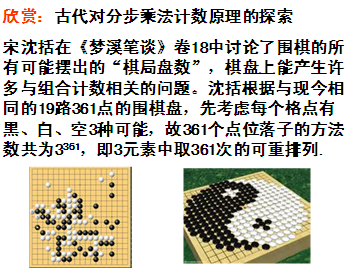 欣赏：古代对分步乘法计数原理的探索
宋沈括在《梦溪笔谈》卷18中讨论了围棋的所
有可能摆出的“棋局盘数”，棋盘上能产生许
多与组合计数相关的问题。沈括根据与现今相
同的19路361点的围棋盘，先考虑每个格点有
黑、白、空3种可能，故361个点位落子的方法
数共为3³⁶¹，即3元素中取361次的可重排列.